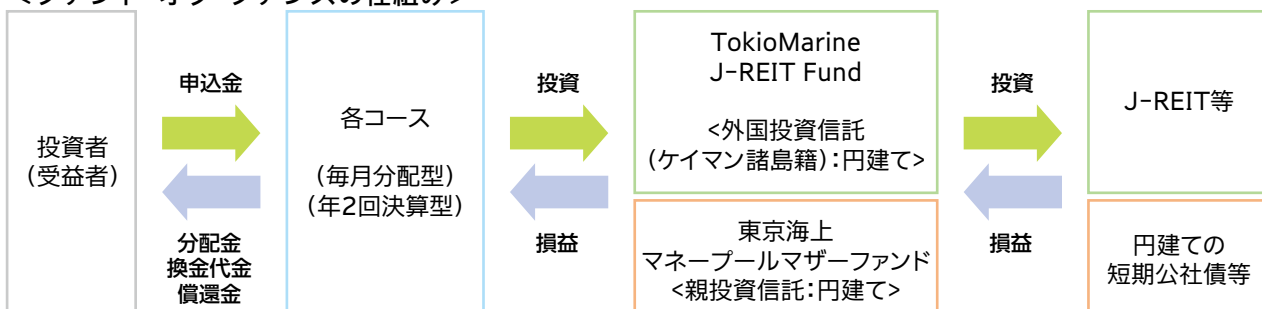 <ファンド・オブ・ファンズの仕組み>
投資者
(受益者)
申込金
分配金
換金代金
償還金
各コース
(毎月分配型)
(年2回決算型)
投資
損益
TokioMarine
J-REIT Fund
<外国投資信託
(ケイマン諸島籍):円建て>
東京海上
マネープールマザーファンド
<親投資信託:円建て>
投資
損益
J-REIT等
円建ての
短期公社債等